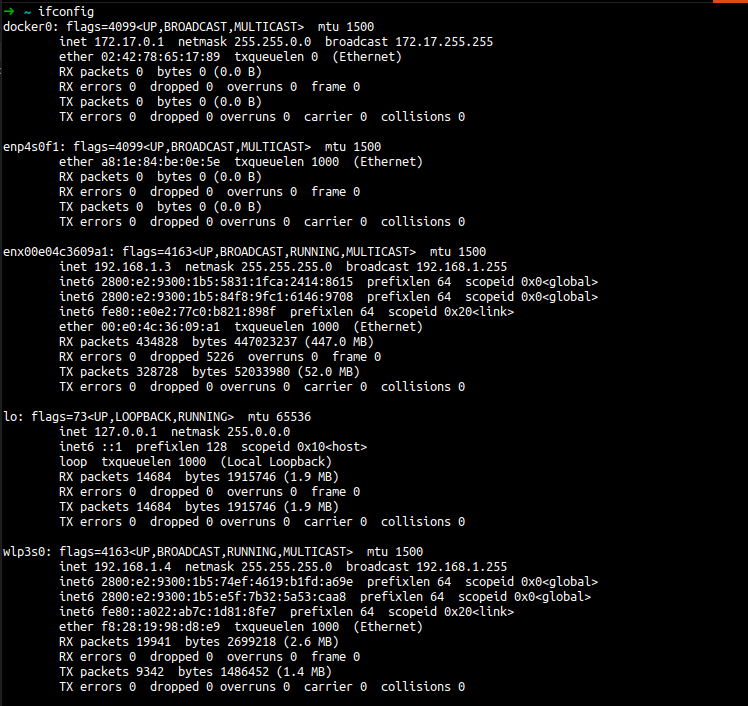 ➜ ~ ifconfig
docker0: flags=4099<UP,BROADCAST,MULTICAST>  mtu 1500
        inet 172.17.0.1  netmask 255.255.0.0  broadcast 172.17.255.255
        ether 02:42:78:65:17:89  txqueuelen 0  (Ethernet)
        RX packets 0  bytes 0 (0.0 B)
        RX errors 0  dropped 0  overruns 0  frame 0
        TX packets 0  bytes 0 (0.0 B)
        TX errors 0  dropped 0 overruns 0  carrier 0  collisions 0

enp4s0f1: flags=4099<UP,BROADCAST,MULTICAST>  mtu 1500
        ether a8:1e:84:be:0e:5e  txqueuelen 1000  (Ethernet)
        RX packets 0  bytes 0 (0.0 B)
        RX errors 0  dropped 0  overruns 0  frame 0
        TX packets 0  bytes 0 (0.0 B)
        TX errors 0  dropped 0 overruns 0  carrier 0  collisions 0

enx00e04c3609a1: flags=4163<UP,BROADCAST,RUNNING,MULTICAST>  mtu 1500
        inet 192.168.1.3  netmask 255.255.255.0  broadcast 192.168.1.255
        inet6 2800:e2:9300:1b5:5831:1fca:2414:8615  prefixlen 64  scopeid 0x0<global>
        inet6 2800:e2:9300:1b5:84f8:9fc1:6146:9708  prefixlen 64  scopeid 0x0<global>
        inet6 fe80::e0e2:77c0:b821:898f  prefixlen 64  scopeid 0x20<link>
        ether 00:e0:4c:36:09:a1  txqueuelen 1000  (Ethernet)
        RX packets 434828  bytes 447023237 (447.0 MB)
        RX errors 0  dropped 5226  overruns 0  frame 0
        TX packets 328728  bytes 52033980 (52.0 MB)
        TX errors 0  dropped 0 overruns 0  carrier 0  collisions 0

lo: flags=73<UP,LOOPBACK,RUNNING>  mtu 65536
        inet 127.0.0.1  netmask 255.0.0.0
        inet6 ::1  prefixlen 128  scopeid 0x10<host>
        loop  txqueuelen 1000  (Local Loopback)
        RX packets 14684  bytes 1915746 (1.9 MB)
        RX errors 0  dropped 0  overruns 0  frame 0
        TX packets 14684  bytes 1915746 (1.9 MB)
        TX errors 0  dropped 0 overruns 0  carrier 0  collisions 0

wlp3s0: flags=4163<UP,BROADCAST,RUNNING,MULTICAST>  mtu 1500
        inet 192.168.1.4  netmask 255.255.255.0  broadcast 192.168.1.255
        inet6 2800:e2:9300:1b5:74ef:4619:b1fd:a69e  prefixlen 64  scopeid 0x0<global>
        inet6 2800:e2:9300:1b5:e5f:7b32:5a53:caa8  prefixlen 64  scopeid 0x0<global>
        inet6 fe80::a022:ab7c:1d81:8fe7  prefixlen 64  scopeid 0x20<link>
        ether f8:28:19:98:d8:e9  txqueuelen 1000  (Ethernet)
        RX packets 19941  bytes 2699218 (2.6 MB)
        RX errors 0  dropped 0  overruns 0  frame 0
        TX packets 9342  bytes 1486452 (1.4 MB)
        TX errors 0  dropped 0 overruns 0  carrier 0  collisions 0